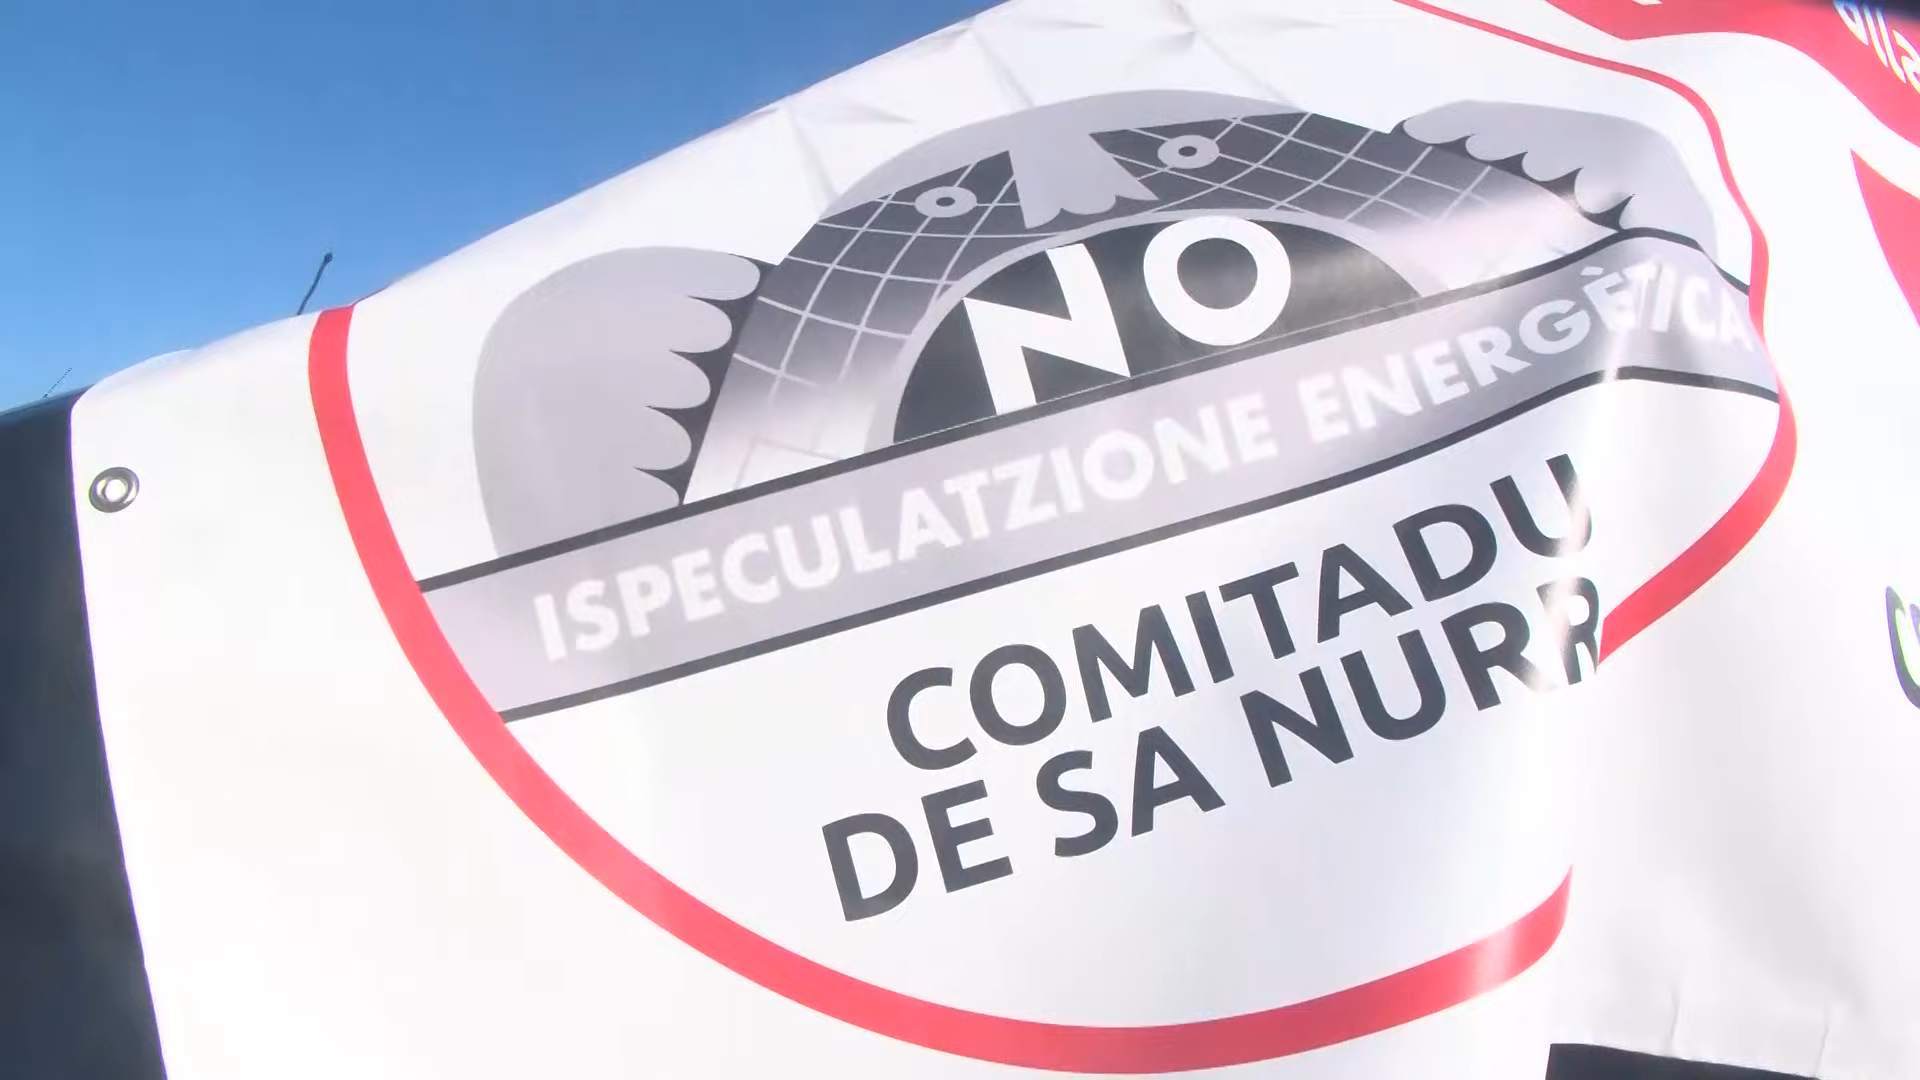 NO
ISPECULATZIONE ENERGÈTICA
COMITADU
DE SA NURR